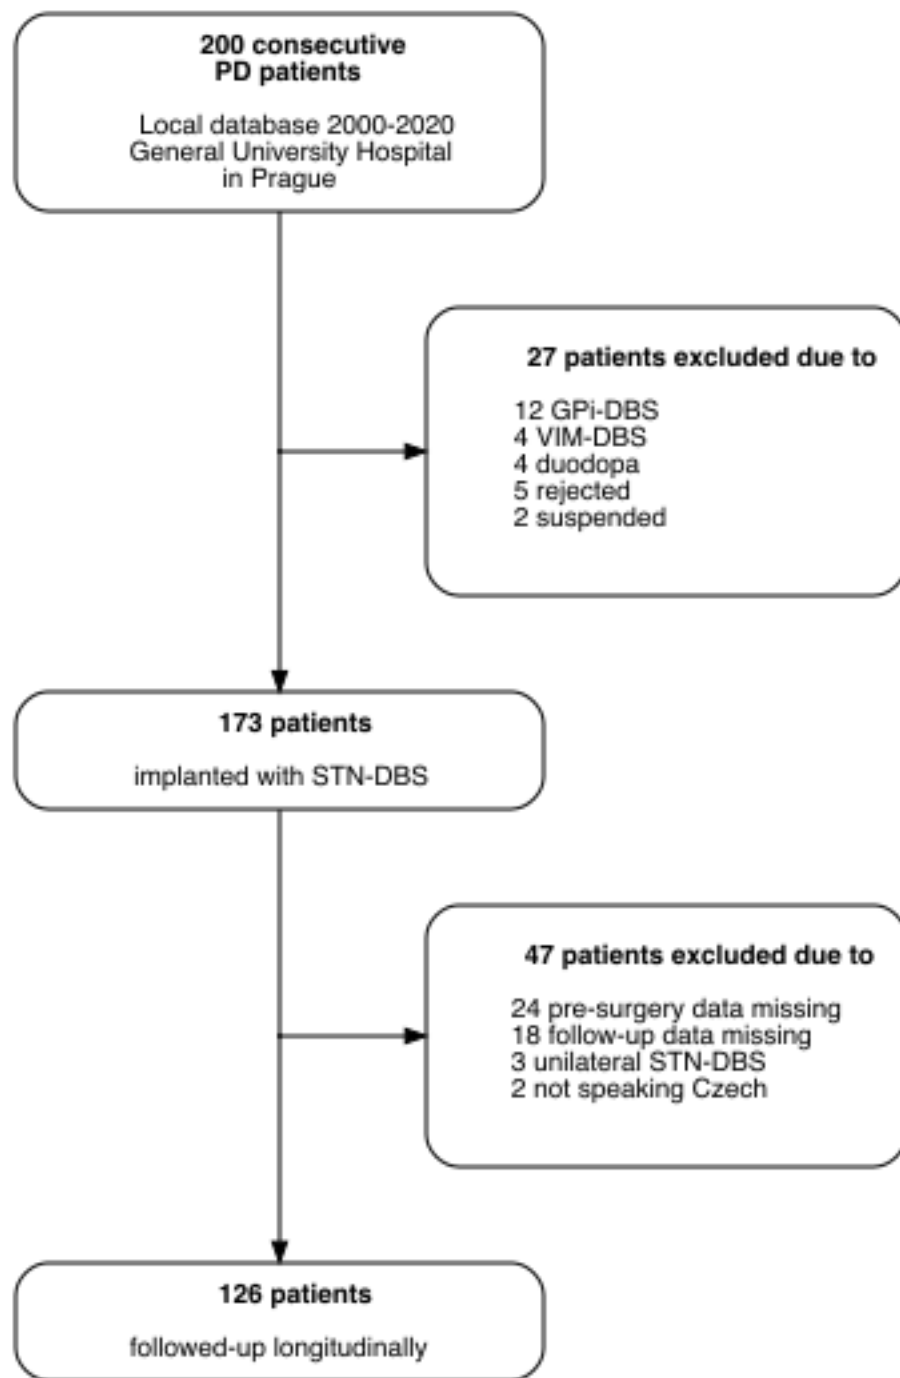 200 consecutive
PD patients
Local database 2000-2020
General University Hospital
in Prague
27 patients excluded due to
12 GPi-DBS
4 VIM-DBS
4 duodopa
5 rejected
2 suspended
173 patients
implanted with STN-DBS
47 patients excluded due to
24 pre-surgery data missing
18 follow-up data missing
3 unilateral STN-DBS
2 not speaking Czech
126 patients
followed-up longitudinally